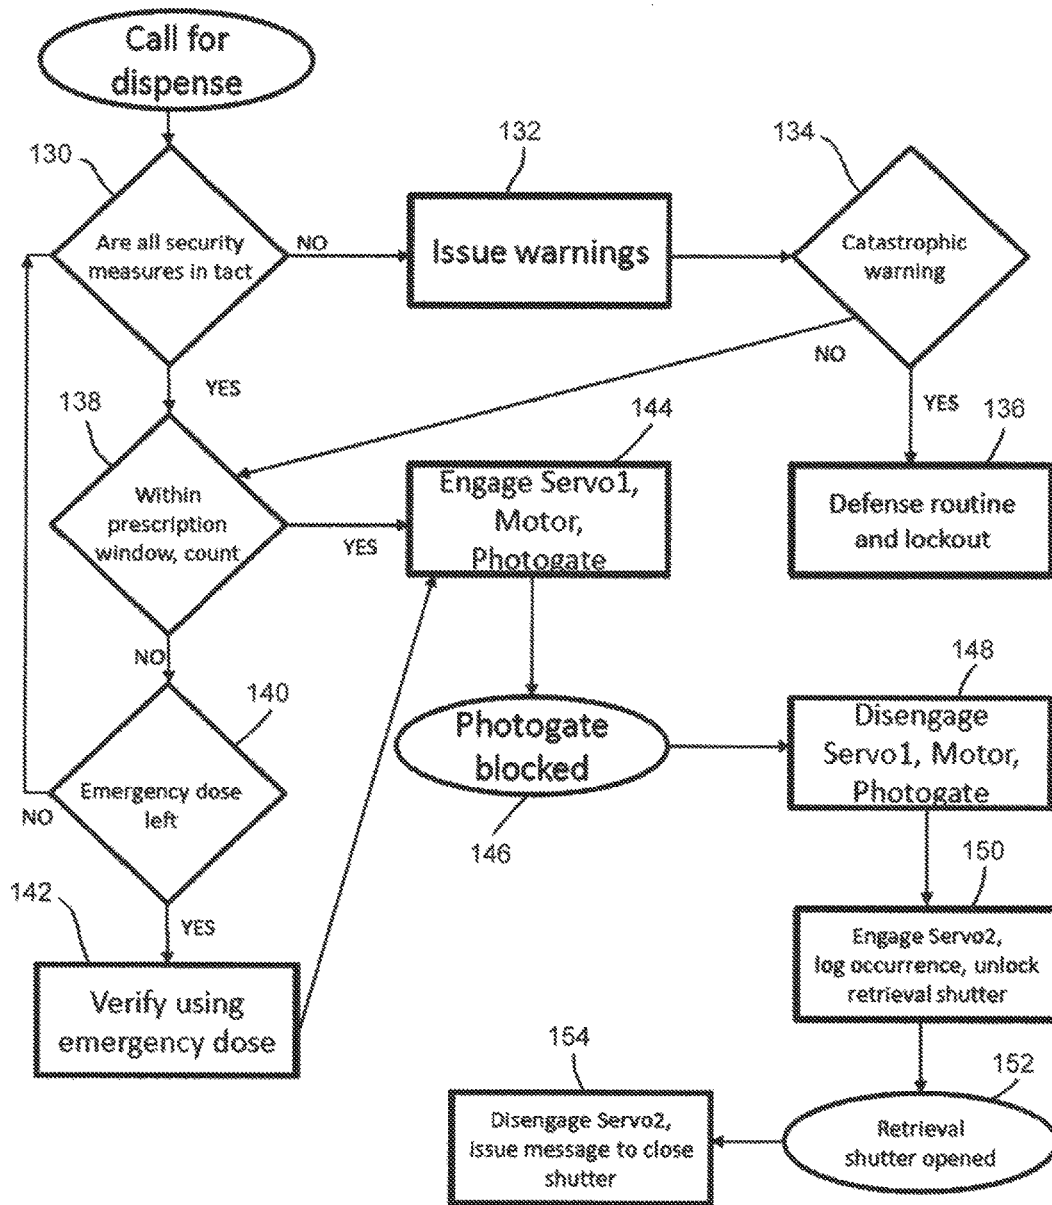 Call for
dispense
130
132
134
Are all security
measures in tact
NO
Issue warnings
Catastrophic
warning
NO
YES
YES
138
144
136
Within
prescription
window, count
YES
Engage Servo1,
Motor,
Photogate
Defense routine
and lockout
NO
140
148
Emergency dose
left
NO
Photogate
blocked
Disengage
Servo1, Motor,
Photogate
146
150
142
YES
Engage Servo2,
log occurrence, unlock
retrieval shutter
Verify using
emergency dose
154
152
Disengage Servo2,
issue message to close
shutter
Retrieval
shutter opened